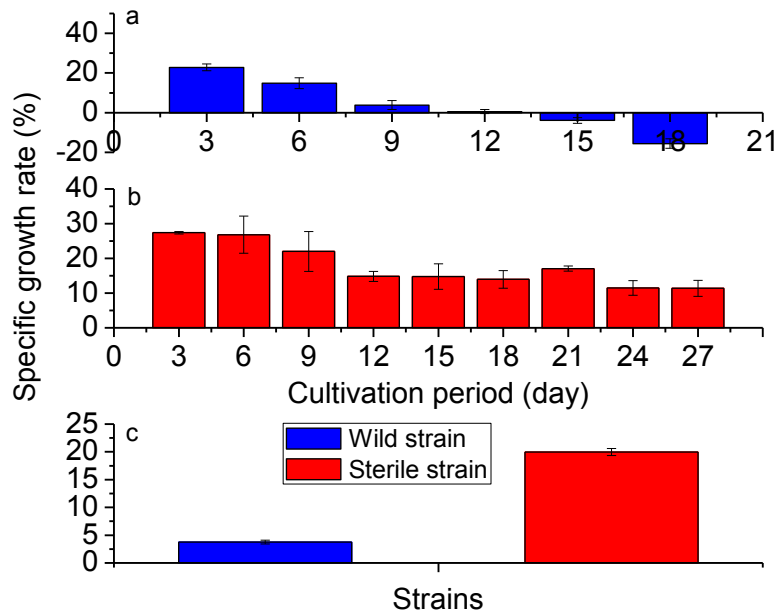 Specific growth rate (%)
a
40
20
0
-20
0 3 6 9 12 15 18 21
b
40
30
20
10
0
0 3 6 9 12 15 18 21 24 27
Cultivation period (day)
c
25
20
15
10
5
0
Wild strain
Sterile strain
Strains